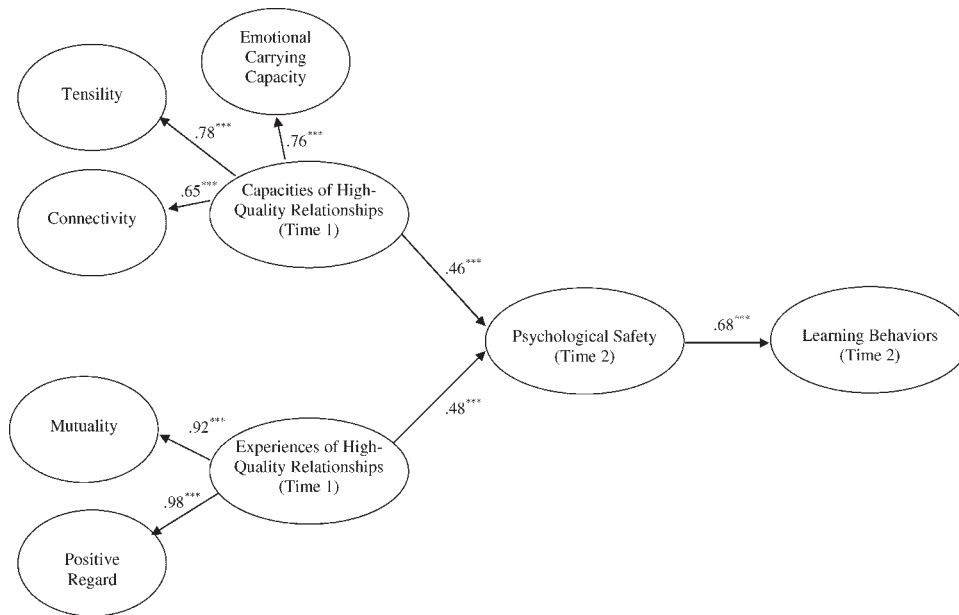 Emotional
Carrying
Capacity
Tensility
.78***
.76***
.65***
Connectivity
Capacities of High-
Quality Relationships
(Time 1)
.46***
Psychological Safety
(Time 2)
.68***
Learning Behaviors
(Time 2)
.48***
Mutuality
.92***
Experiences of High-
Quality Relationships
(Time 1)
.98***
Positive
Regard